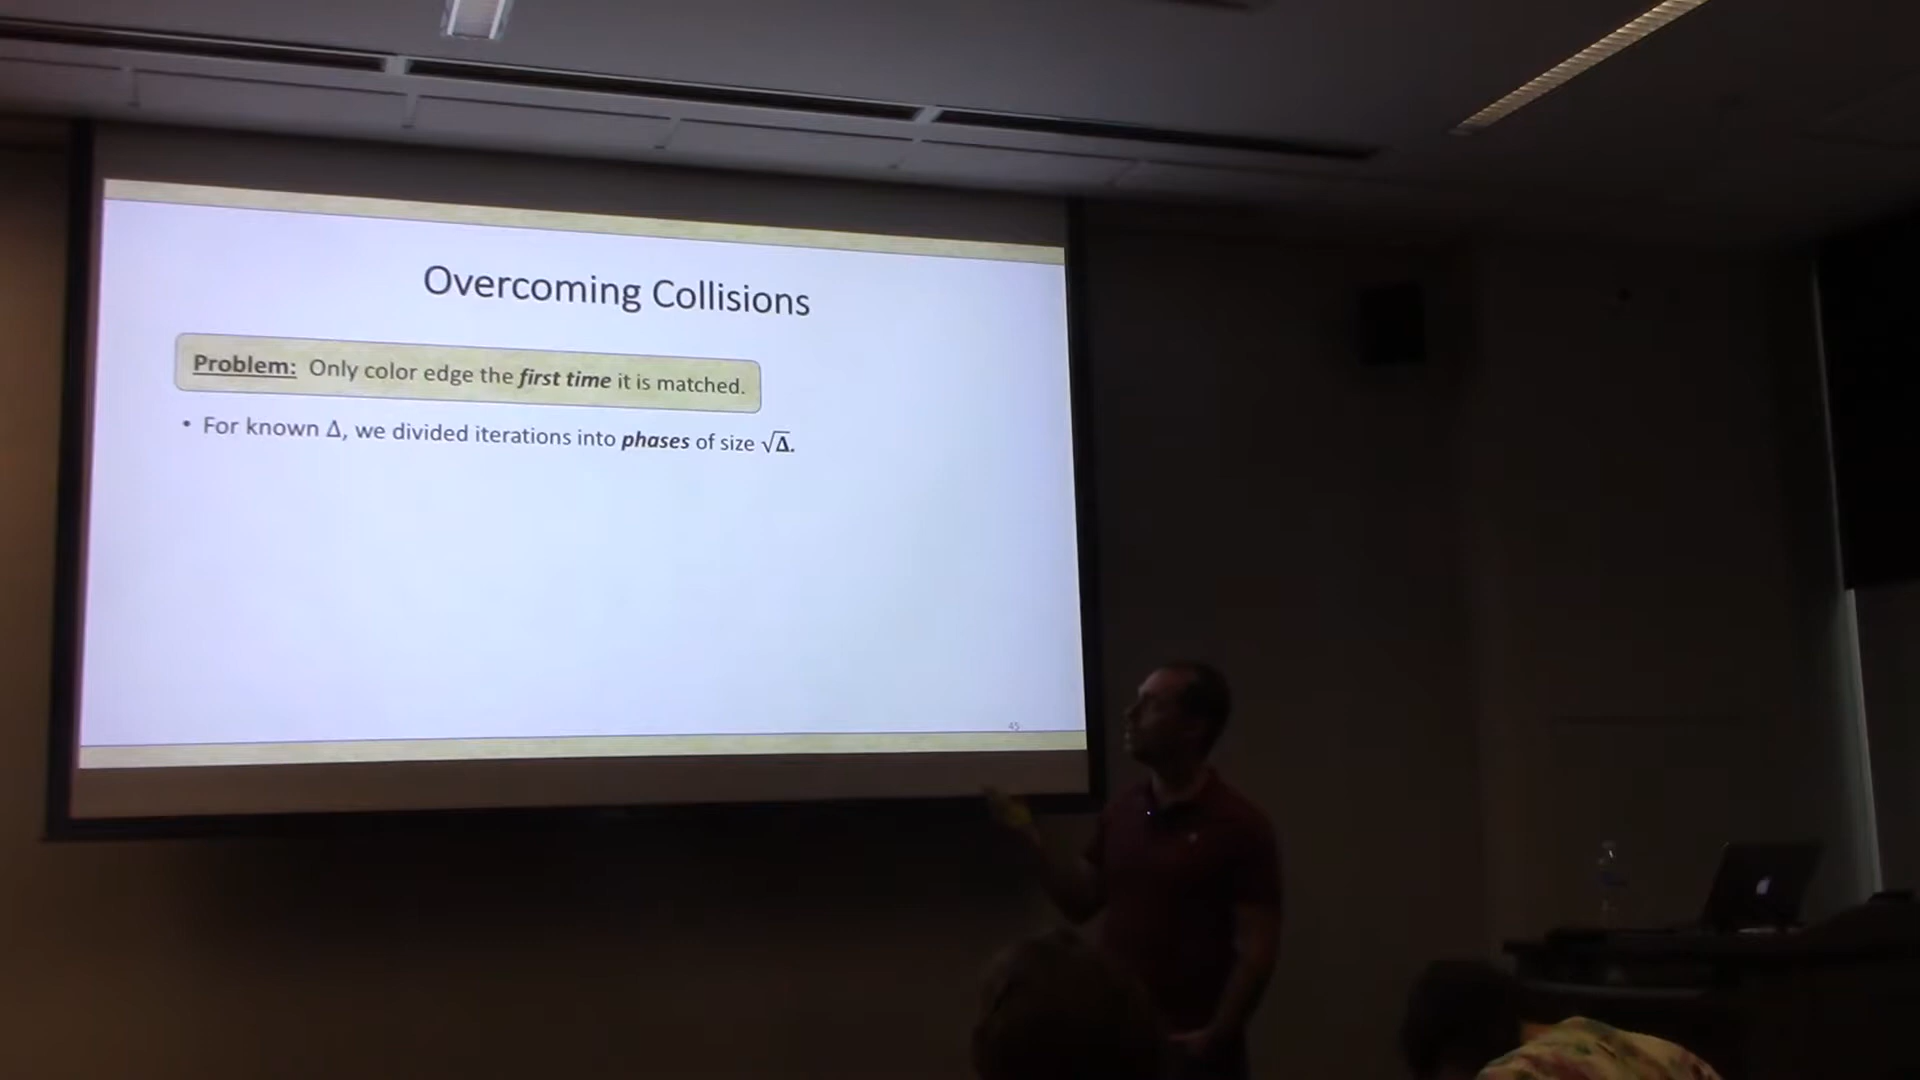 Overcoming Collisions
Problem: Only color edge the first time it is matched.
• For known Δ, we divided iterations into phases of size √Δ.
45